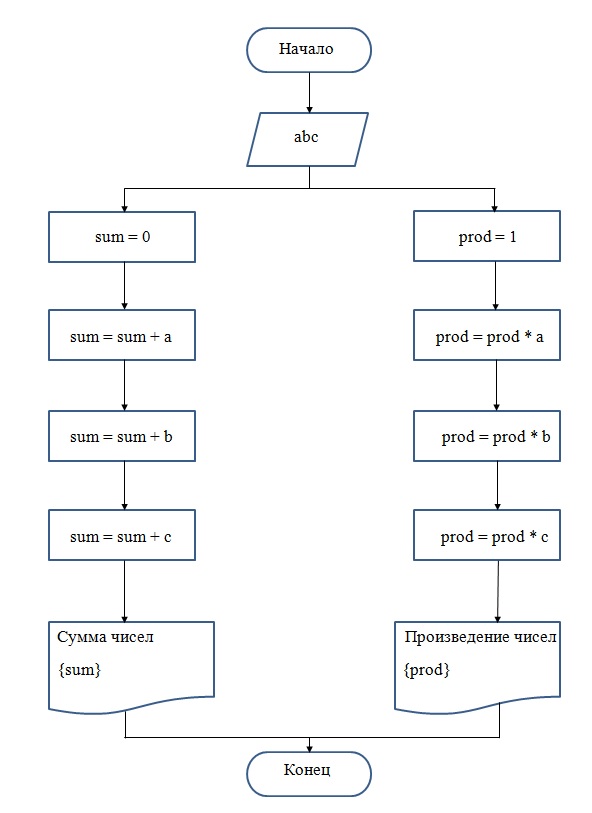 Начало
abc
sum = 0
prod = 1
sum = sum + a
prod = prod * a
sum = sum + b
prod = prod * b
sum = sum + c
prod = prod * c
Сумма чисел
{sum}
Произведение чисел
{prod}
Конец